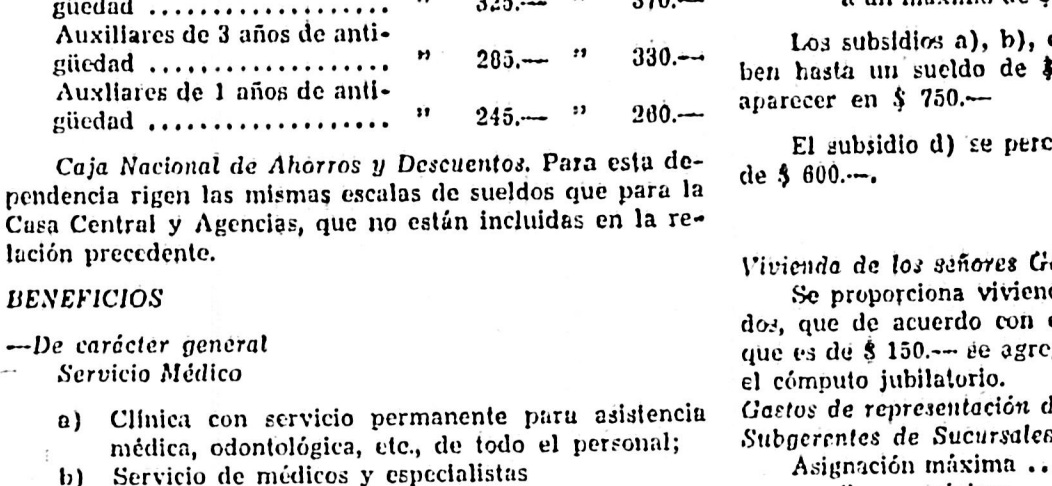 güedad .................. " 325.— " 370.—
Auxiliares de 3 años de anti-
güedad .................. " 285.— " 330.—
Auxliares de 1 años de anti-
güedad .................. " 245.— " 260.—
Caja Nacional de Ahorros y Descuentos. Para esta de-
pendencia rigen las mismas escalas de sueldos que para la
Casa Central y Agencias, que no están incluidas en la re-
lución precedente.
BENEFICIOS
—De carácter general
Servicio Médico
a) Clínica con servicio permanente para asistencia
médica, odontológica, etc., de todo el personal;
b) Servicio de médicos y especialistas
a un máximo de
Los subsidios a), b),
ben hasta un sueldo de $
aparecer en $ 750.—
El subsidio d) se perc
de $ 600.—.
Vivienda de los señores G
Se proporciona viviend
dos, que de acuerdo con
que es de $ 150.— se agre
el cómputo jubilatorio.
Gastos de representación d
Subgerentes de Sucursales
Asignación máxima ..